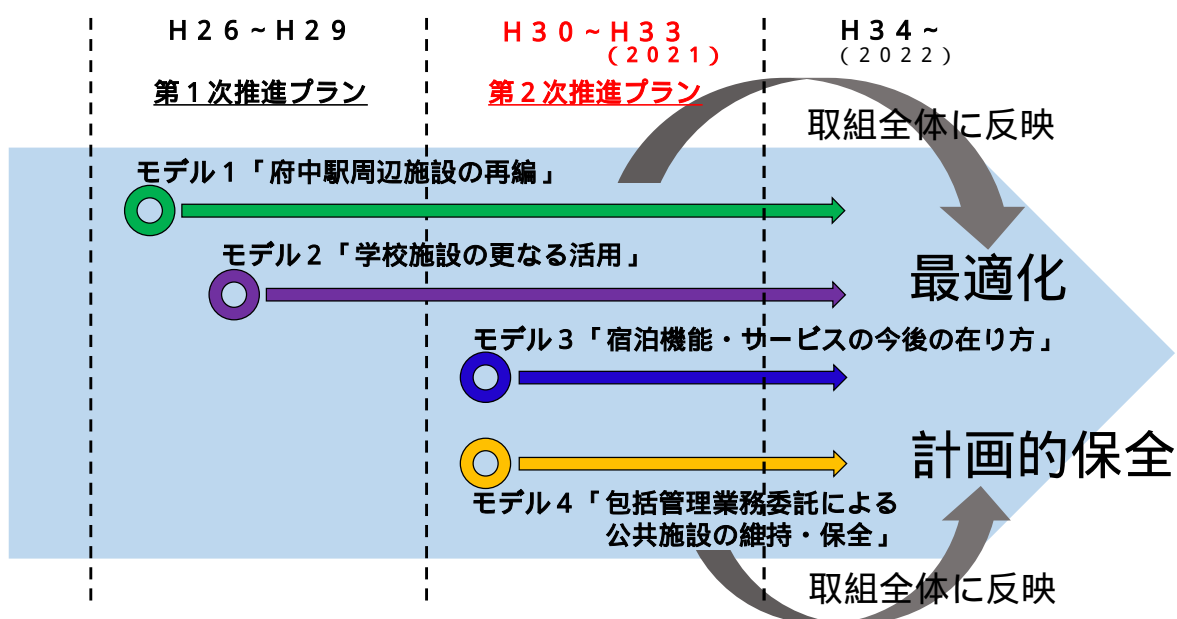 Ｈ２６～Ｈ２９
第１次推進プラン
Ｈ３０～Ｈ３３
（２０２１）
第２次推進プラン
Ｈ３４～
（２０２２）
取組全体に反映
モデル１「府中駅周辺施設の再編」
モデル２「学校施設の更なる活用」
最適化
モデル３「宿泊機能・サービスの今後の在り方」
計画的保全
モデル４「包括管理業務委託による
公共施設の維持・保全」
取組全体に反映